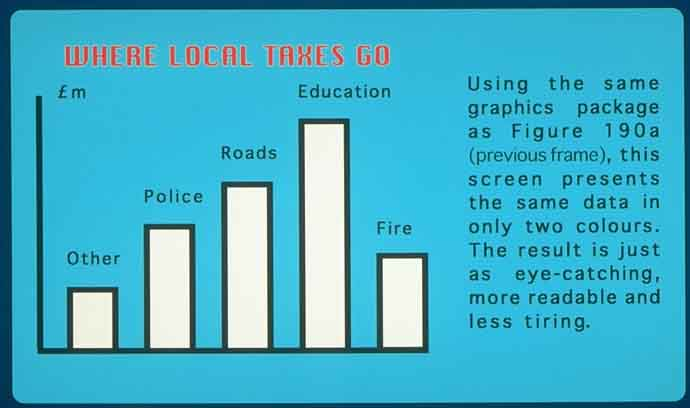 WHERE LOCAL TAXES GO
£m
Education
Roads
Police
Fire
Other
Using the same
graphics package
as Figure 190a
(previous frame), this
screen presents
the same data in
only two colours.
The result is just
as eye-catching,
more readable and
less tiring.